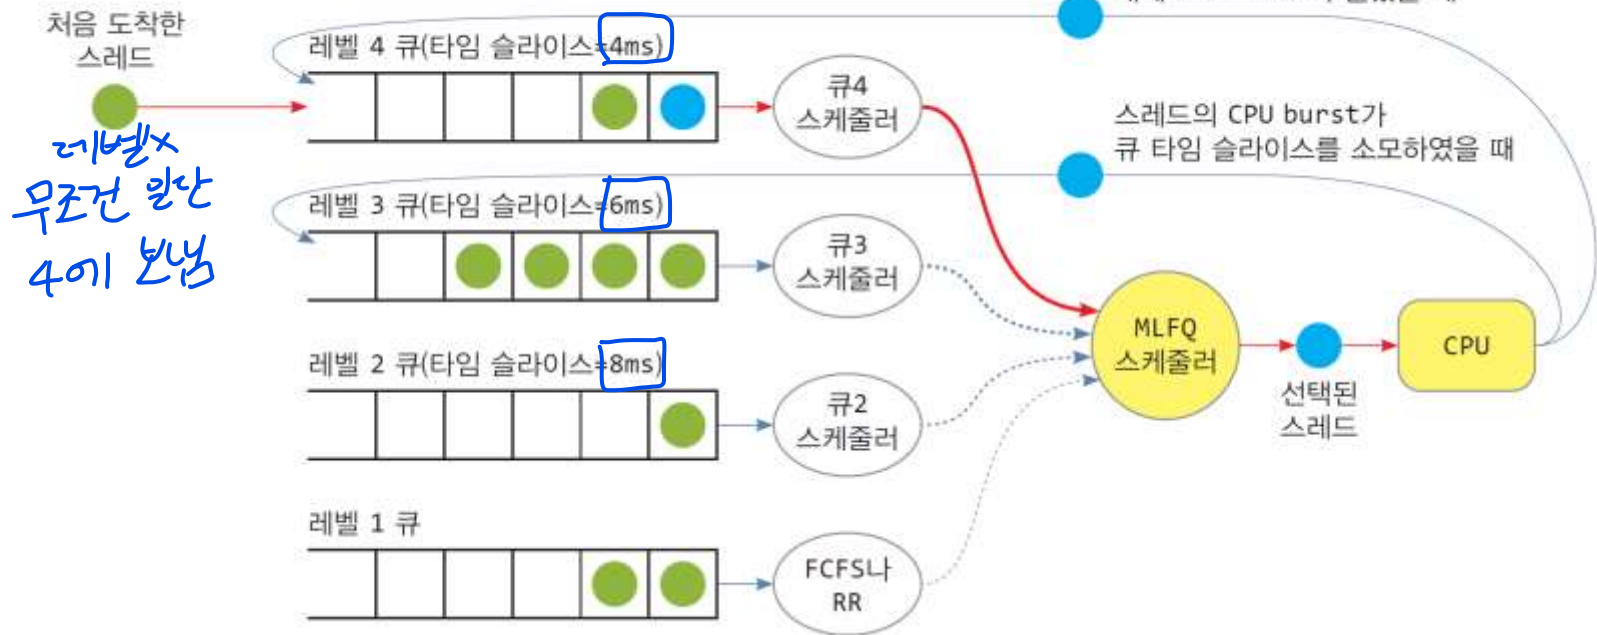 처음 도착한
스레드
레벨x
무조건 일단
4에 보냄
레벨 4 큐(타임 슬라이스=4ms)
큐4
스케줄러
스레드의 CPU burst가
큐 타임 슬라이스를 소모하였을 때
레벨 3 큐(타임 슬라이스=6ms)
큐3
스케줄러
레벨 2 큐(타임 슬라이스=8ms)
큐2
스케줄러
레벨 1 큐
FCFS나
RR
MLFQ
스케줄러
선택된
스레드
CPU